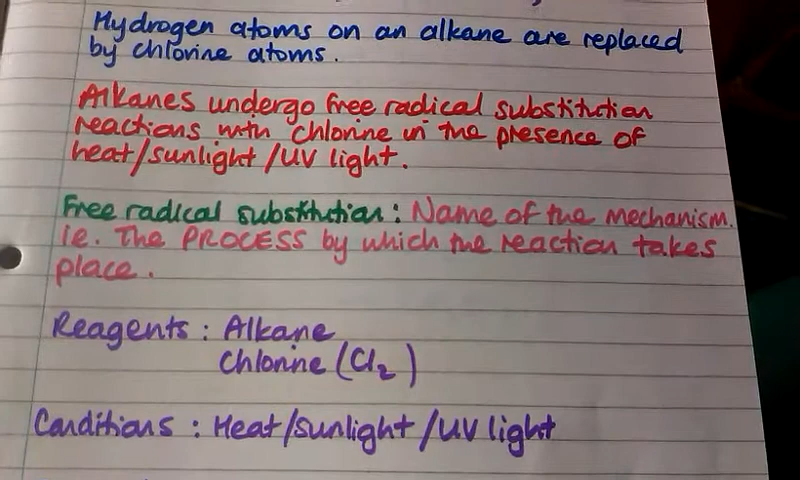 Hydrogen atoms on an alkane are replaced
by chlorine atoms.
Alkanes undergo free radical substitution
reactions with chlorine in the presence of
heat/sunlight/UV light.
Free radical substitution: Name of the mechanism.
ie. The PROCESS by which the reaction takes
place.
Reagents: Alkane
Chlorine (Cl₂)
Conditions: Heat/sunlight/UV light